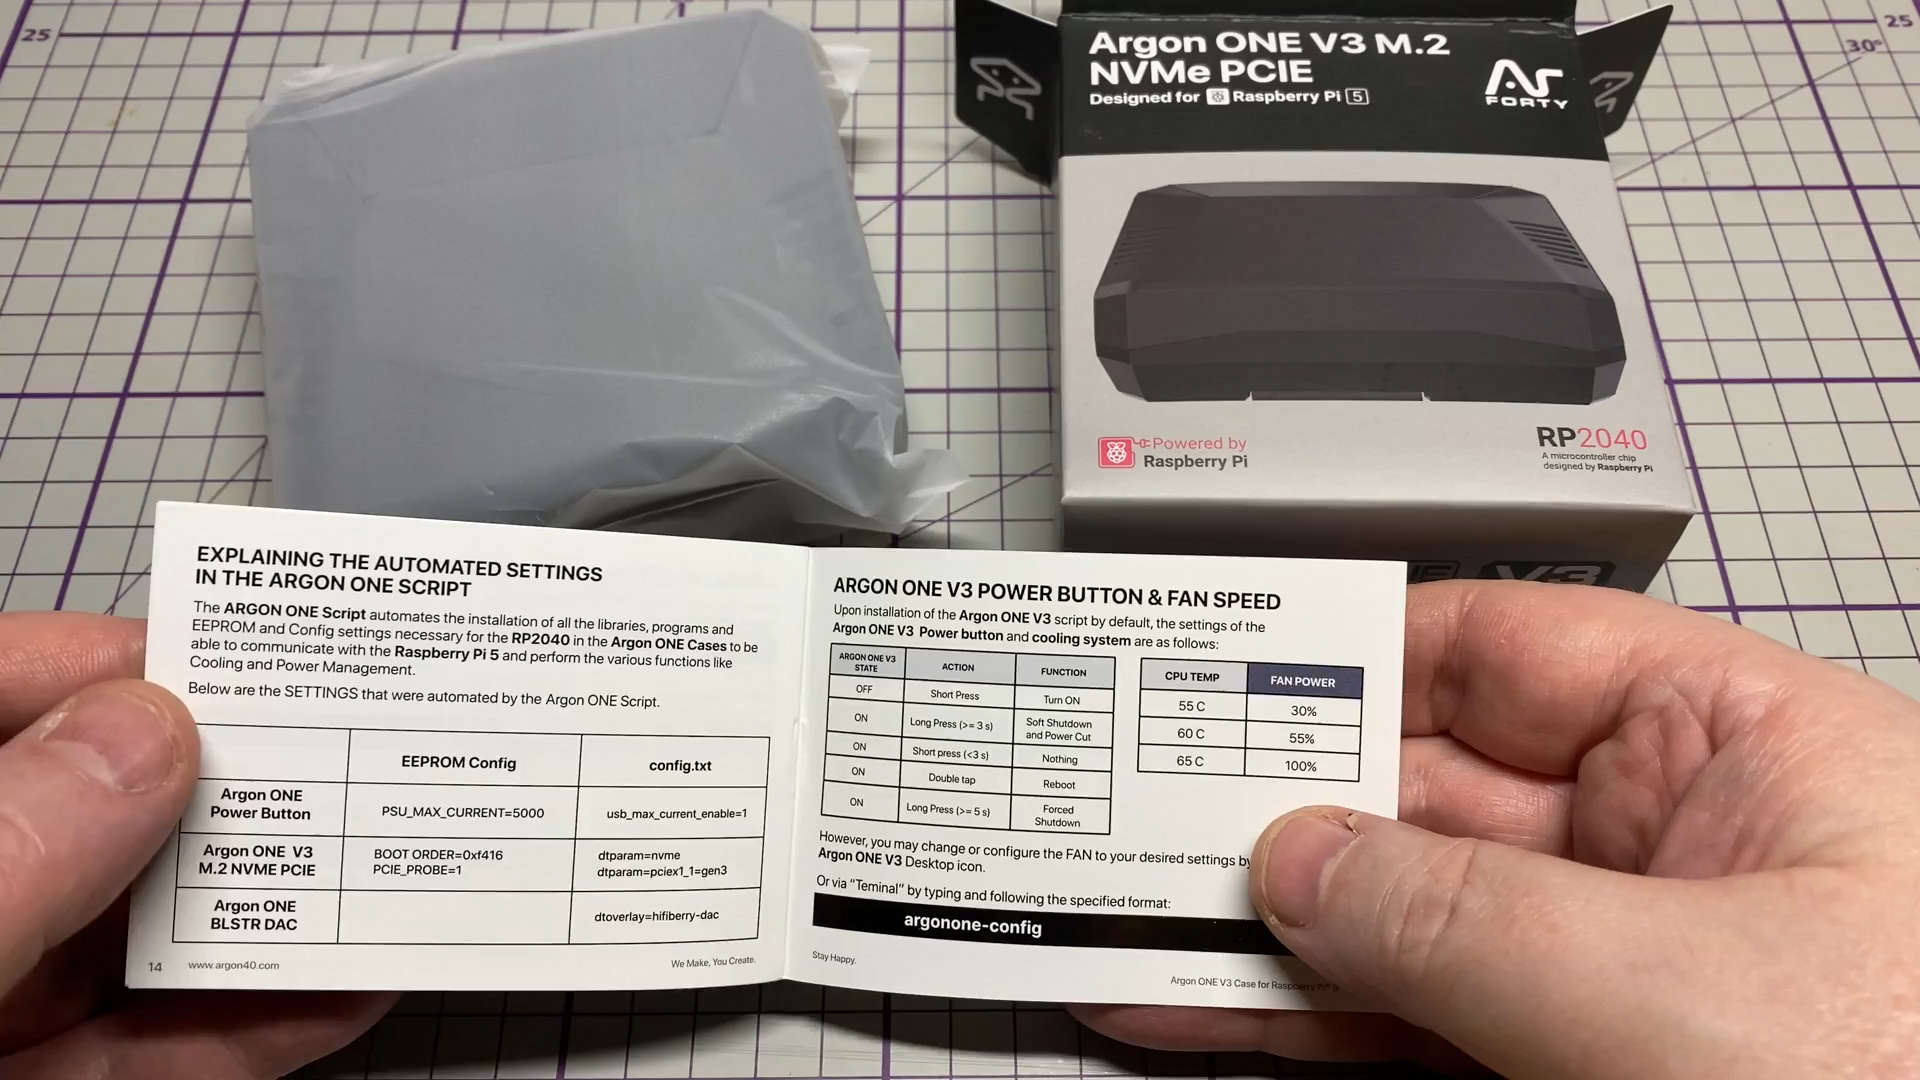 25
25
30°
Argon ONE V3 M.2
NVMe PCIE
Designed for Raspberry Pi 5
FORTY
Powered by
Raspberry Pi
RP2040
A microcontroller chip
designed by Raspberry Pi
V3
EXPLAINING THE AUTOMATED SETTINGS
IN THE ARGON ONE SCRIPT
The ARGON ONE Script automates the installation of all the libraries, programs and
EEPROM and Config settings necessary for the RP2040 in the Argon ONE Cases to be
able to communicate with the Raspberry Pi 5 and perform the various functions like
Cooling and Power Management.
Below are the SETTINGS that were automated by the Argon ONE Script.
EEPROM Config config.txt
Argon ONE
Power Button
PSU_MAX_CURRENT=5000 usb_max_current_enable=1
Argon ONE V3
M.2 NVME PCIE
BOOT ORDER=0xf416
PCIE_PROBE=1
dtparam=nvme
dtparam=pciex1_1=gen3
Argon ONE
BLSTR DAC
dtoverlay=hifiberry-dac
14 www.argon40.com We Make, You Create.
ARGON ONE V3 POWER BUTTON & FAN SPEED
Upon installation of the Argon ONE V3 script by default, the settings of the
Argon ONE V3 Power button and cooling system are as follows:
ARGON ONE V3
STATE
ACTION FUNCTION
OFF Short Press Turn ON
ON Long Press (>= 3 s) Soft Shutdown
and Power Cut
ON Short press (<3 s) Nothing
ON Double tap Reboot
ON Long Press (>= 5 s) Forced
Shutdown
CPU TEMP FAN POWER
55 C 30%
60 C 55%
65 C 100%
However, you may change or configure the FAN to your desired settings by
Argon ONE V3 Desktop icon.
Or via "Teminal" by typing and following the specified format:
argonone-config
Stay Happy.
Argon ONE V3 Case for Raspberry Pi® 5